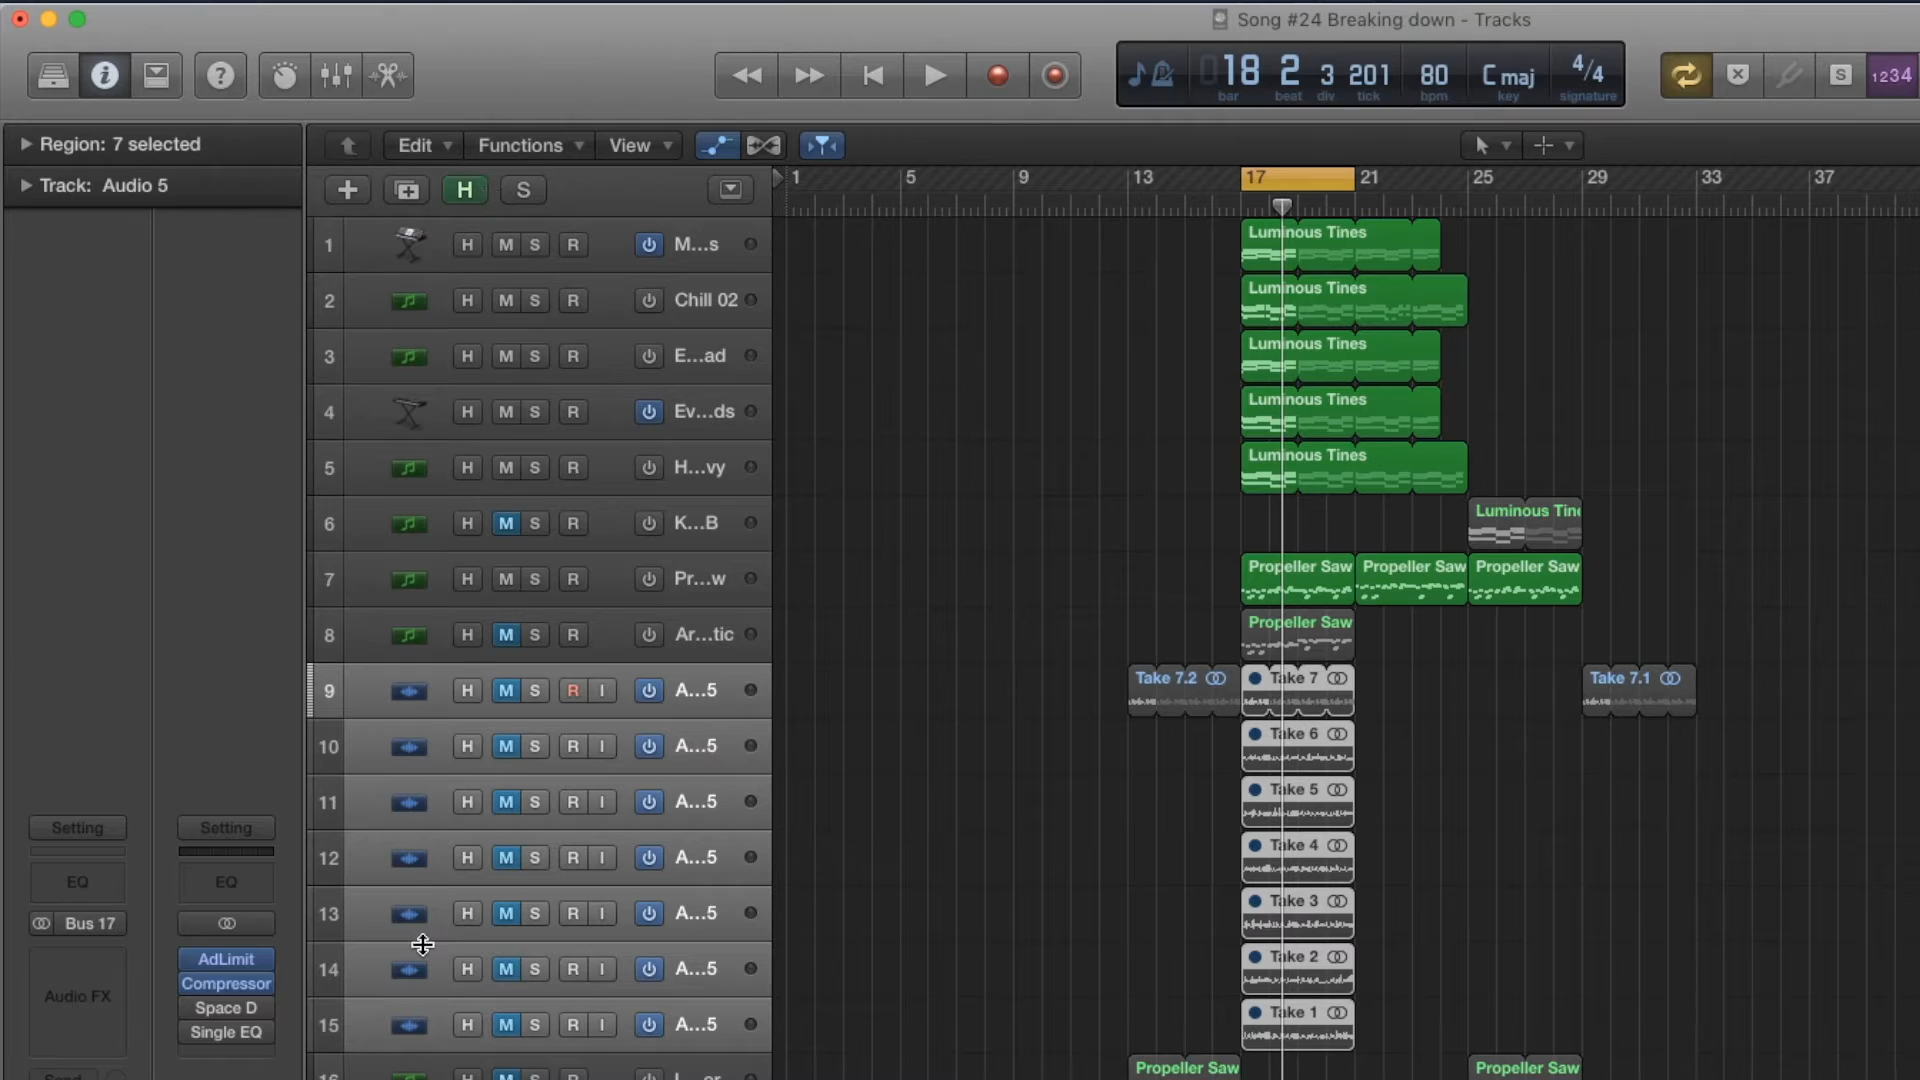 Song #24 Breaking down - Tracks
18 2 3 201 80 C maj 4/4
bar beat div tick bpm key signature
S 1234
Region: 7 selected
Edit Functions View
Track: Audio 5
H S
1 5 9 13 17 21 25 29 33 37
1 H M S R M...s
Luminous Tines
2 H M S R Chill 02
Luminous Tines
3 H M S R E...ad
Luminous Tines
4 H M S R Ev...ds
Luminous Tines
5 H M S R H...vy
Luminous Tines
6 H M S R K...B
Luminous Tin
7 H M S R Pr...w
Propeller Saw Propeller Saw Propeller Saw
8 H M S R Ar...tic
Propeller Saw
9 H M S R I A...5
Take 7.2 Take 7 Take 7.1
10 H M S R I A...5
Take 6
11 H M S R I A...5
Take 5
12 H M S R I A...5
Take 4
13 H M S R I A...5
Take 3
14 H M S R I A...5
Take 2
15 H M S R I A...5
Take 1
Propeller Saw Propeller Saw
Setting Setting
EQ EQ
Bus 17
AdLimit
Compressor
Audio FX
Space D
Single EQ